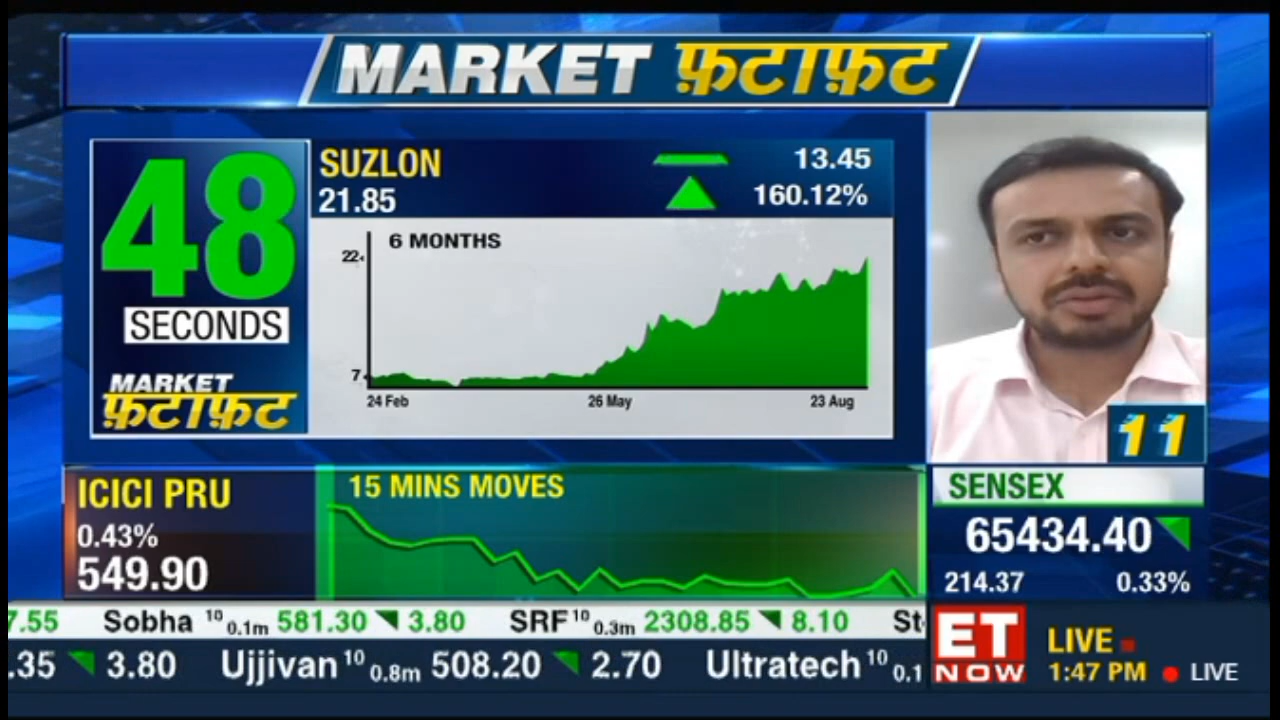 MARKET फ़टाफ़ट
48
SECONDS
MARKET
फ़टाफ़ट
SUZLON
21.85
13.45
160.12%
6 MONTHS
22
7
24 Feb
26 May
23 Aug
11
ICICI PRU
0.43%
549.90
15 MINS MOVES
SENSEX
65434.40
214.37 0.33%
7.55 Sobha 10 0.1m 581.30 3.80 SRF 10 0.3m 2308.85 8.10 St
.35 3.80 Ujjivan 10 0.8m 508.20 2.70 Ultratech 10 0.1
ET
NOW
LIVE
1:47 PM
LIVE